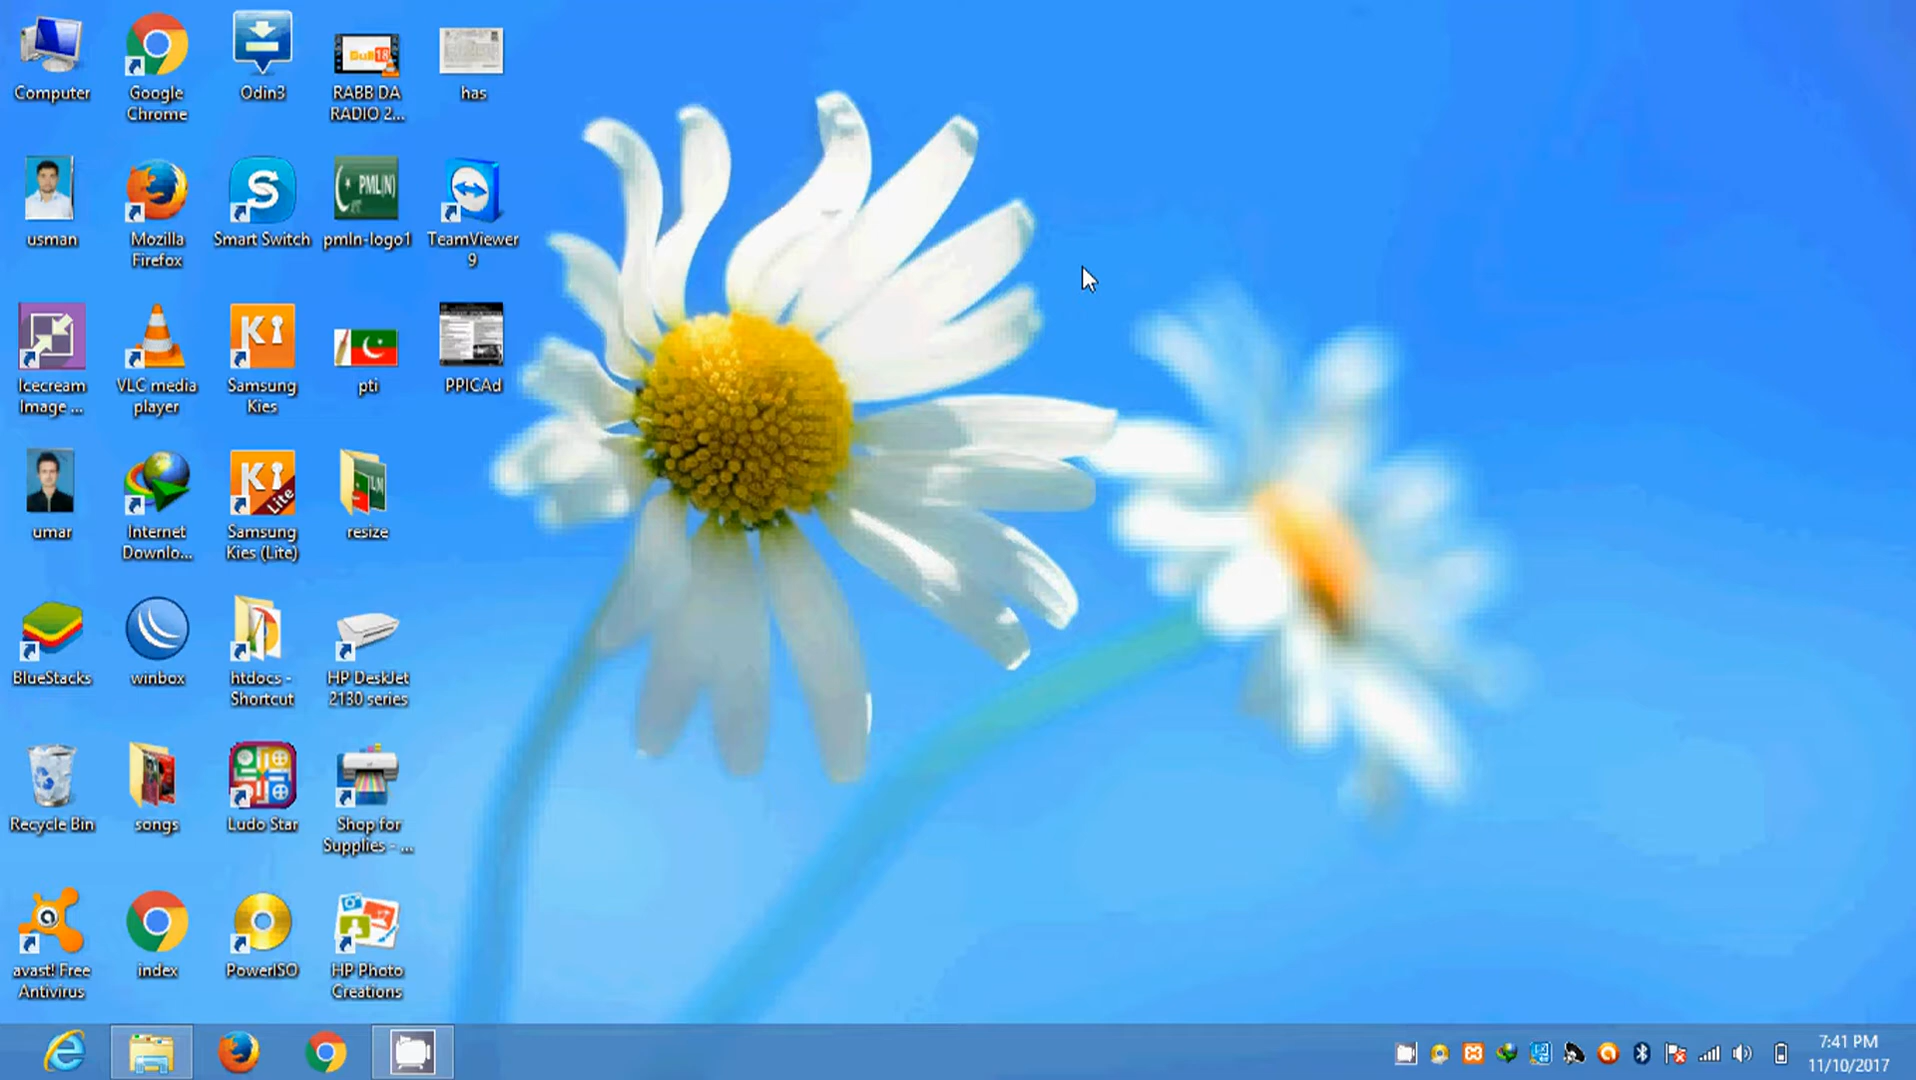 Computer
Google
Chrome
Odin3
RABB DA
RADIO 2...
has
usman
Mozilla
Firefox
Smart Switch
PML(N)
pmln-logo1
TeamViewer
9
Icecream
Image ...
VLC media
player
Samsung
Kies
pti
PPICAd
umar
Internet
Downlo...
Lite
Samsung
Kies (Lite)
resize
BlueStacks
winbox
htdocs -
Shortcut
HP DeskJet
2130 series
Recycle Bin
songs
Ludo Star
Shop for
Supplies - ...
avast! Free
Antivirus
index
PowerISO
HP Photo
Creations
7:41 PM
11/10/2017